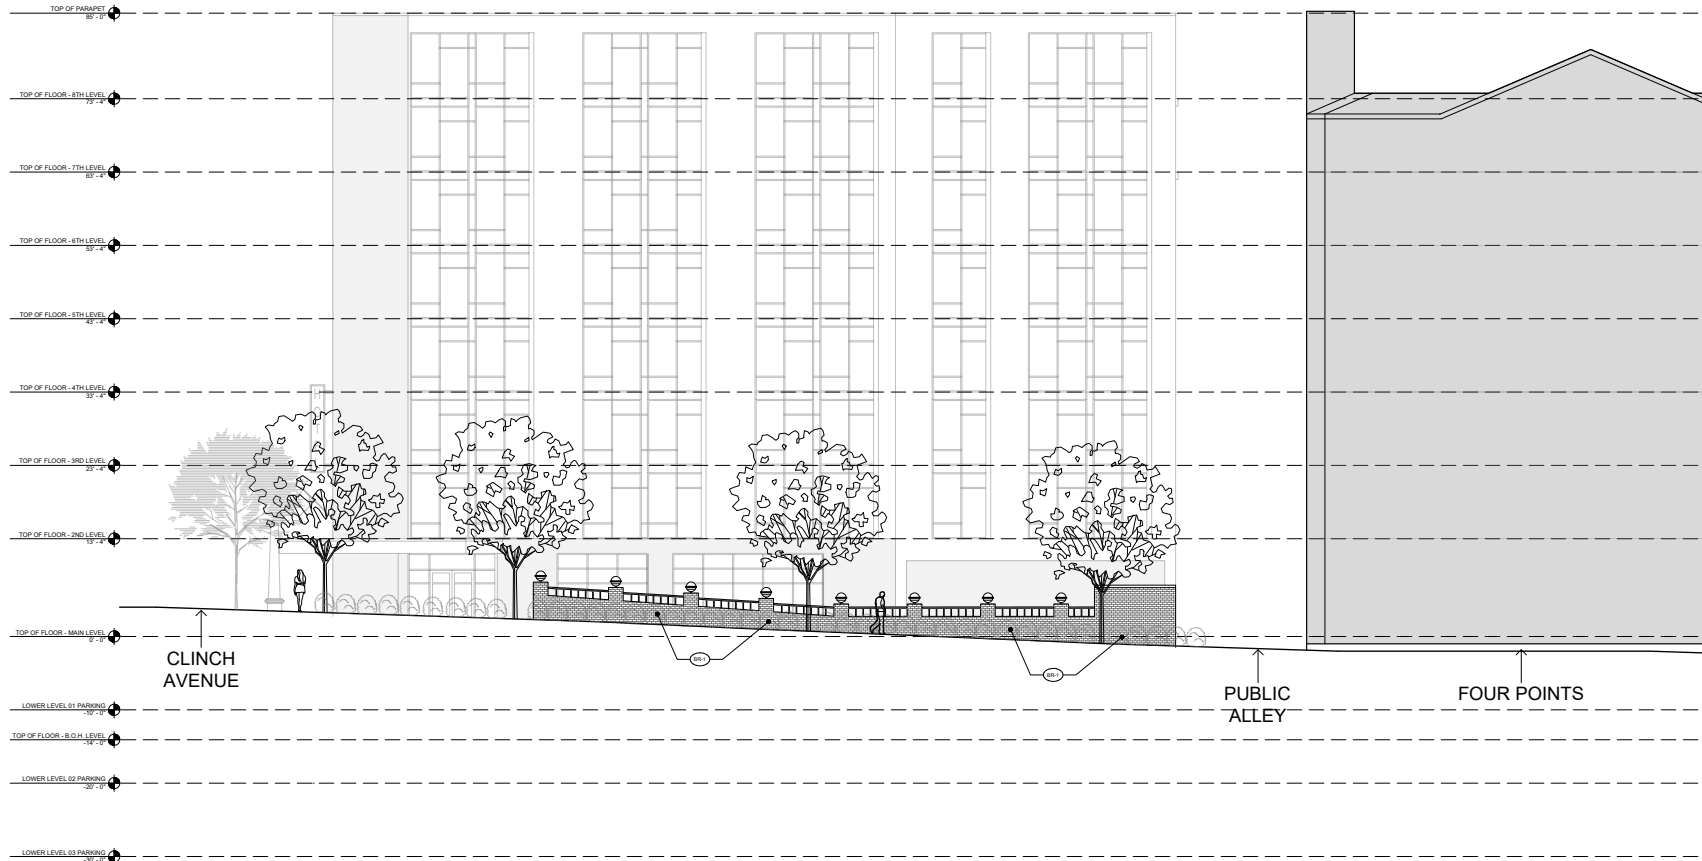 TOP OF PARAPET
85' - 0"
TOP OF FLOOR - 8TH LEVEL
73' - 4"
TOP OF FLOOR - 7TH LEVEL
63' - 4"
TOP OF FLOOR - 6TH LEVEL
53' - 4"
TOP OF FLOOR - 5TH LEVEL
43' - 4"
TOP OF FLOOR - 4TH LEVEL
33' - 4"
TOP OF FLOOR - 3RD LEVEL
23' - 4"
TOP OF FLOOR - 2ND LEVEL
13' - 4"
TOP OF FLOOR - MAIN LEVEL
0' - 0"
CLINCH
AVENUE
BR-1
BR-1
PUBLIC
ALLEY
FOUR POINTS
LOWER LEVEL 01 PARKING
-10' - 0"
TOP OF FLOOR - B.O.H. LEVEL
-14' - 0"
LOWER LEVEL 02 PARKING
-20' - 0"
LOWER LEVEL 03 PARKING
-30' - 0"